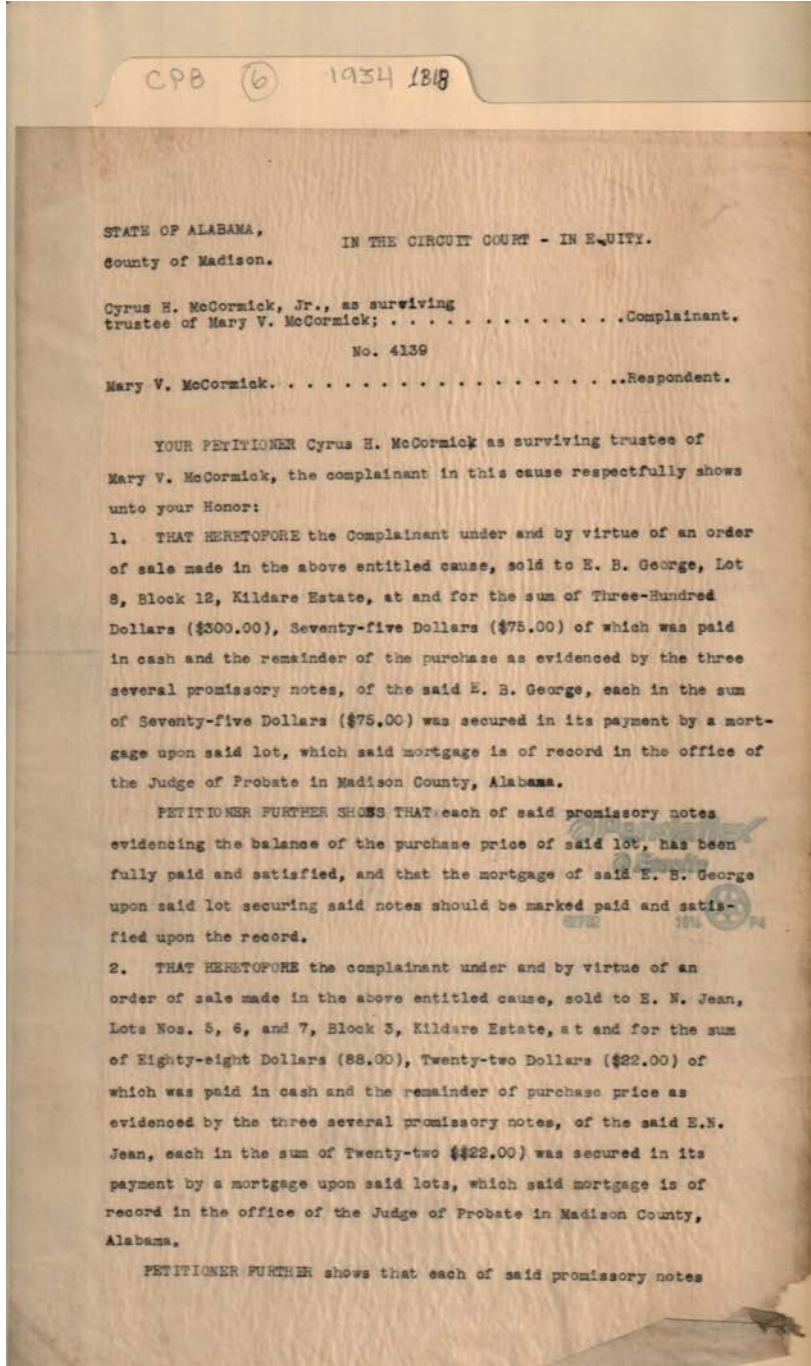 CPB 6 1934 1318
STATE OF ALABAMA,
IN THE CIRCUIT COURT - IN EQUITY.
County of Madison.
Cyrus H. McCormick, Jr., as surviving
trustee of Mary V. McCormick; . . . . . . . . . . . . . .Complainant.
No. 4139
Mary V. McCormick. . . . . . . . . . . . . . . . . . . ..Respondent.
YOUR PETITIONER Cyrus H. McCormick as surviving trustee of
Mary V. McCormick, the complainant in this cause respectfully shows
unto your Honor:
1. THAT HERETOFORE the Complainant under and by virtue of an order
of sale made in the above entitled cause, sold to E. B. George, Lot
8, Block 12, Kildare Estate, at and for the sum of Three-Hundred
Dollars ($300.00), Seventy-five Dollars ($75.00) of which was paid
in cash and the remainder of the purchase as evidenced by the three
several promissory notes, of the said E. B. George, each in the sum
of Seventy-five Dollars ($75.00) was secured in its payment by a mort-
gage upon said lot, which said mortgage is of record in the office of
the Judge of Probate in Madison County, Alabama.
PETITIONER FURTHER SHOWS THAT each of said promissory notes
evidencing the balance of the purchase price of said lot, has been
fully paid and satisfied, and that the mortgage of said E. B. George
upon said lot securing said notes should be marked paid and satis-
fied upon the record.
2. THAT HERETOFORE the complainant under and by virtue of an
order of sale made in the above entitled cause, sold to E. N. Jean,
Lots Nos. 5, 6, and 7, Block 3, Kildare Estate, at and for the sum
of Eighty-eight Dollars (88.00), Twenty-two Dollars ($22.00) of
which was paid in cash and the remainder of purchase price as
evidenced by the three several promissory notes, of the said E.N.
Jean, each in the sum of Twenty-two $$22.00) was secured in its
payment by a mortgage upon said lots, which said mortgage is of
record in the office of the Judge of Probate in Madison County,
Alabama.
PETITIONER FURTHER shows that each of said promissory notes